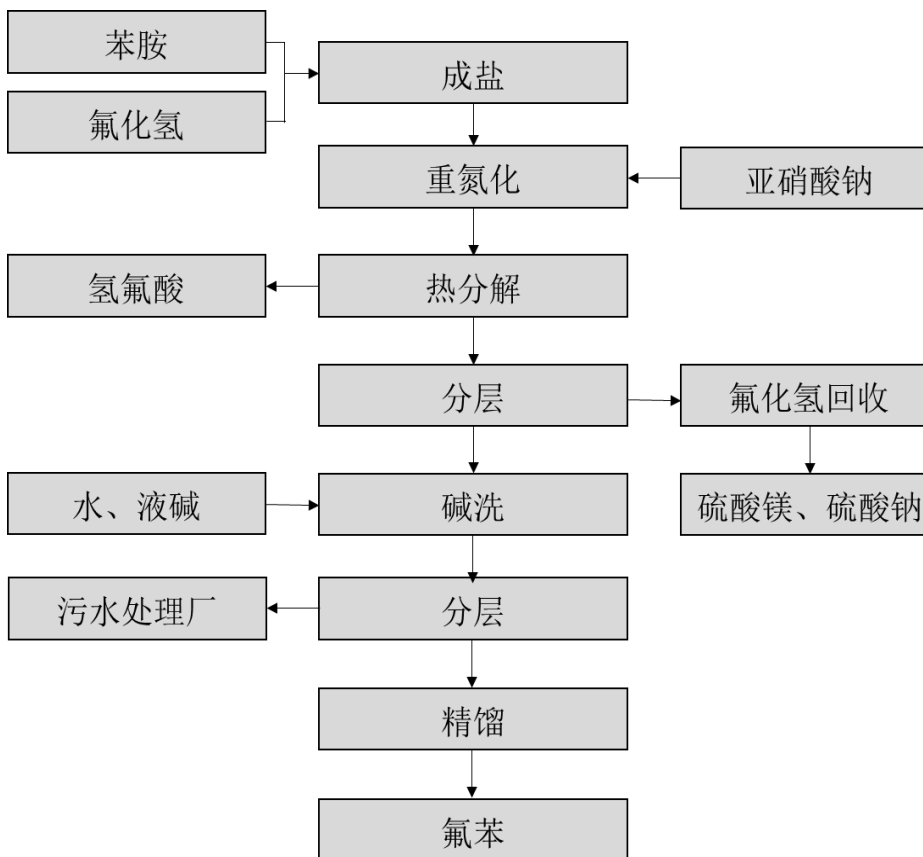 苯胺
成盐
氟化氢
重氮化
亚硝酸钠
氢氟酸
热分解
分层
氟化氢回收
水、液碱
碱洗
硫酸镁、硫酸钠
污水处理厂
分层
精馏
氟苯